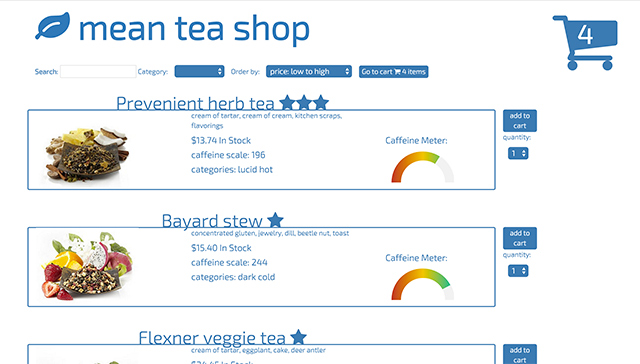 mean tea shop
4
Search: Category: Order by: price: low to high Go to cart 4 items
Prevenient herb tea
cream of tartar, cream of cream, kitchen scraps,
flavorings
$13.74 In Stock
caffeine scale: 196
categories: lucid hot
Caffeine Meter:
add to
cart
quantity:
1
Bayard stew
concentrated gluten, jewelry, dill, beetle nut, toast
$15.40 In Stock
caffeine scale: 244
categories: dark cold
Caffeine Meter:
add to
cart
quantity:
1
Flexner veggie tea
cream of tartar, eggplant, cake, deer antler
add to
cart